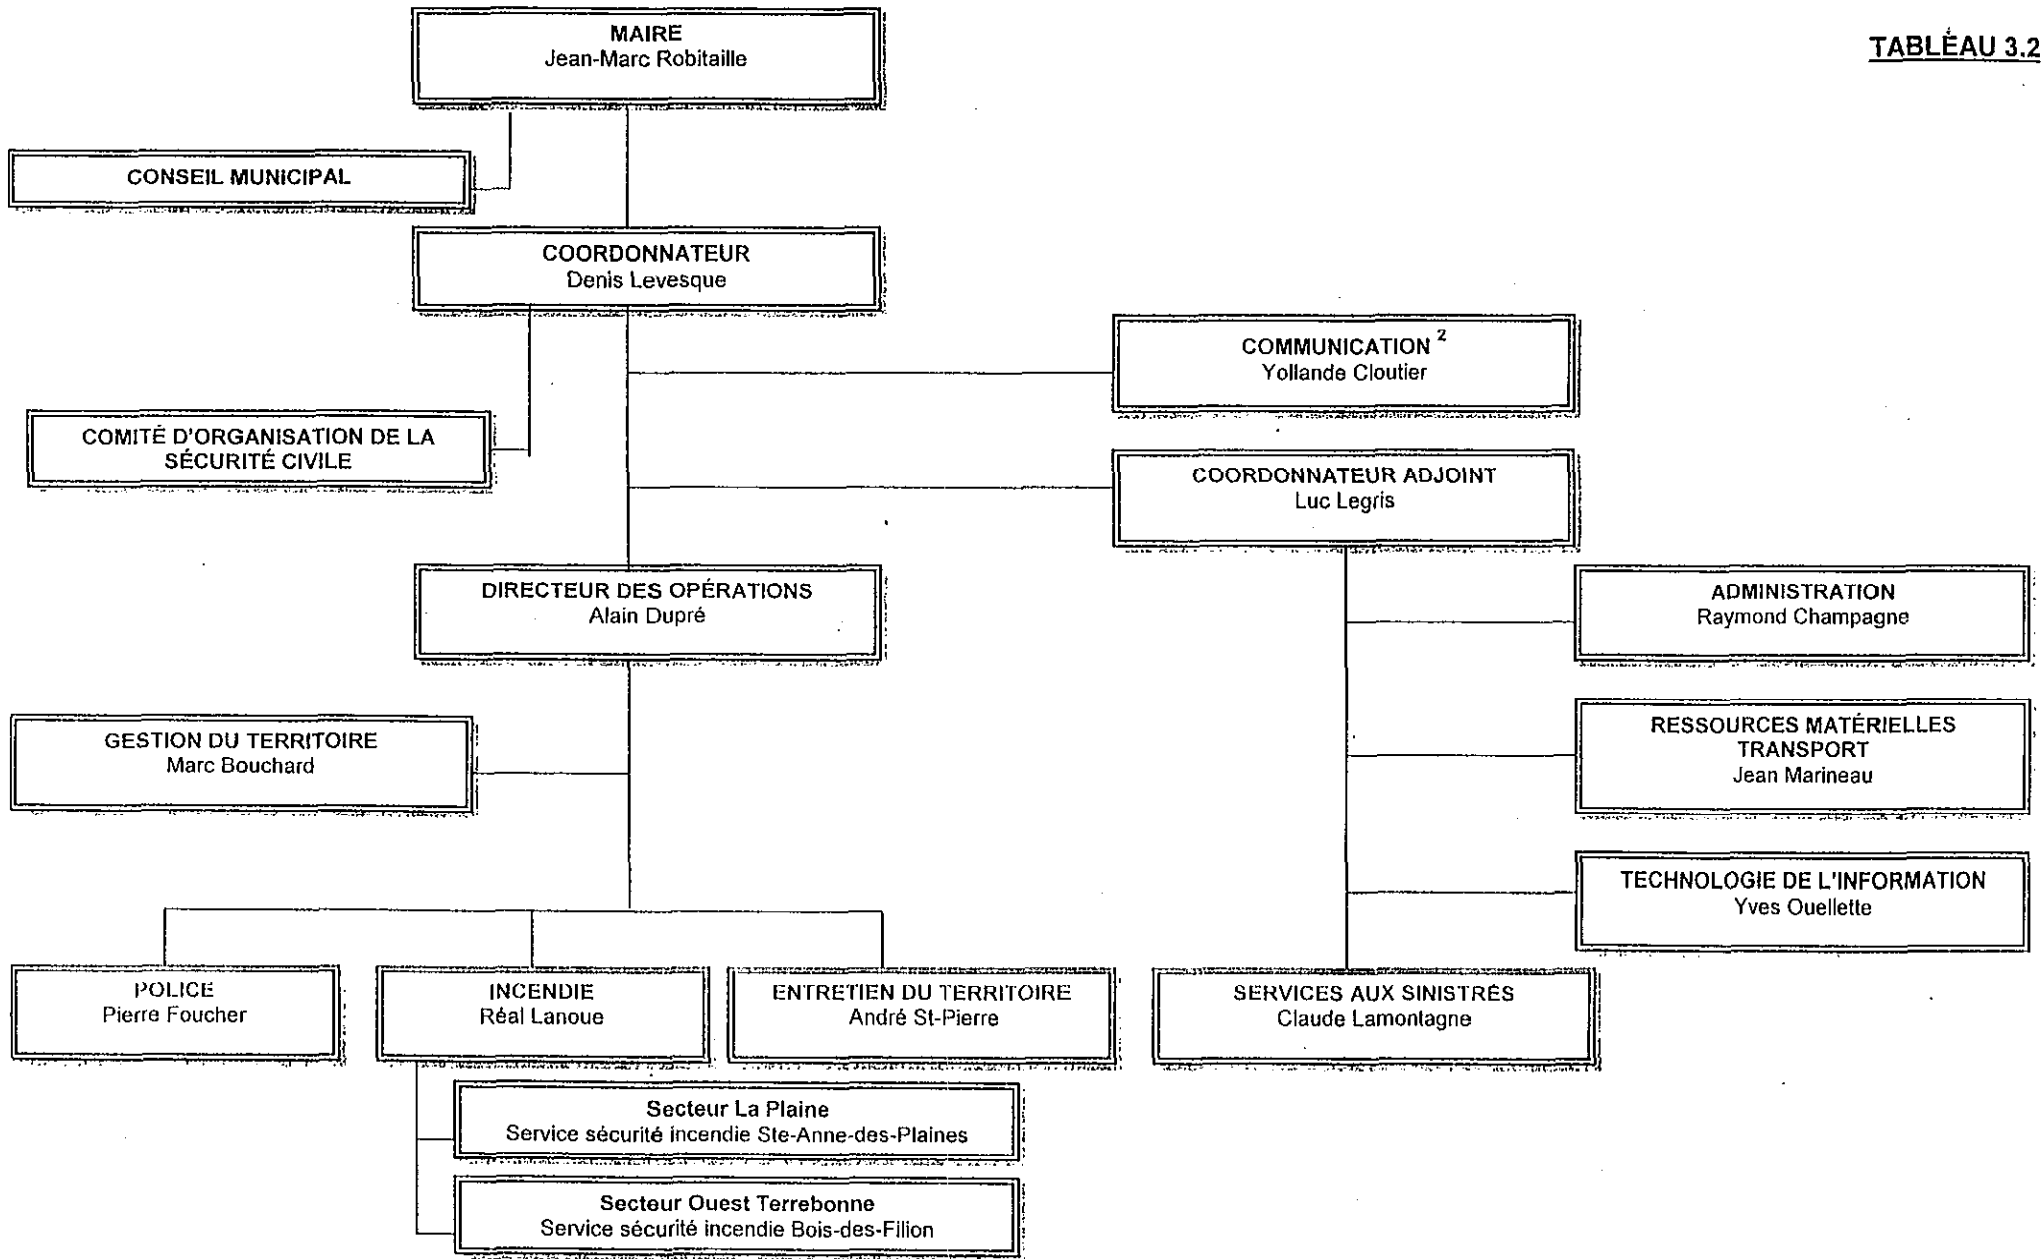 TABLÉAU 3.2
MAIRE
Jean-Marc Robitaille
CONSEIL MUNICIPAL
COORDONNATEUR
Denis Levesque
COMMUNICATION ²
Yollande Cloutier
COMITÉ D'ORGANISATION DE LA
SÉCURITÉ CIVILE
COORDONNATEUR ADJOINT
Luc Legris
DIRECTEUR DES OPÉRATIONS
Alain Dupré
ADMINISTRATION
Raymond Champagne
GESTION DU TERRITOIRE
Marc Bouchard
RESSOURCES MATÉRIELLES
TRANSPORT
Jean Marineau
TECHNOLOGIE DE L'INFORMATION
Yves Ouellette
POLICE
Pierre Foucher
INCENDIE
Réal Lanoue
ENTRETIEN DU TERRITOIRE
André St-Pierre
SERVICES AUX SINISTRÉS
Claude Lamontagne
Secteur La Plaine
Service sécurité incendie Ste-Anne-des-Plaines
Secteur Ouest Terrebonne
Service sécurité incendie Bois-des-Filion